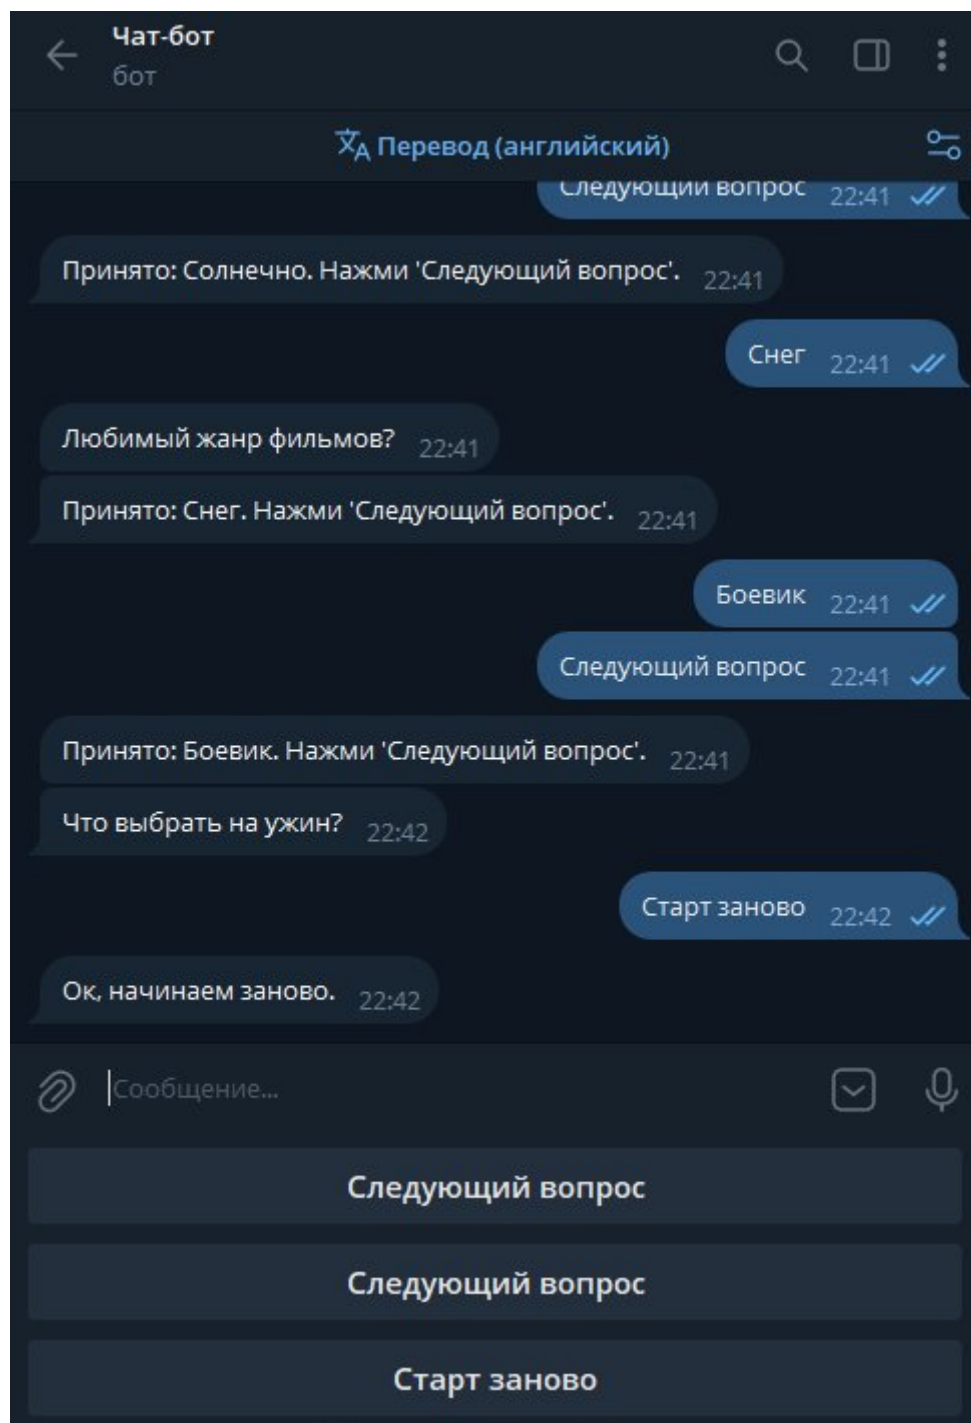 Чат-бот
бот
Перевод (английский)
Следующий вопрос 22:41
Принято: Солнечно. Нажми 'Следующий вопрос'. 22:41
Снег 22:41
Любимый жанр фильмов? 22:41
Принято: Снег. Нажми 'Следующий вопрос'. 22:41
Боевик 22:41
Следующий вопрос 22:41
Принято: Боевик. Нажми 'Следующий вопрос'. 22:41
Что выбрать на ужин? 22:42
Старт заново 22:42
Ок, начинаем заново. 22:42
Сообщение...
Следующий вопрос
Следующий вопрос
Старт заново